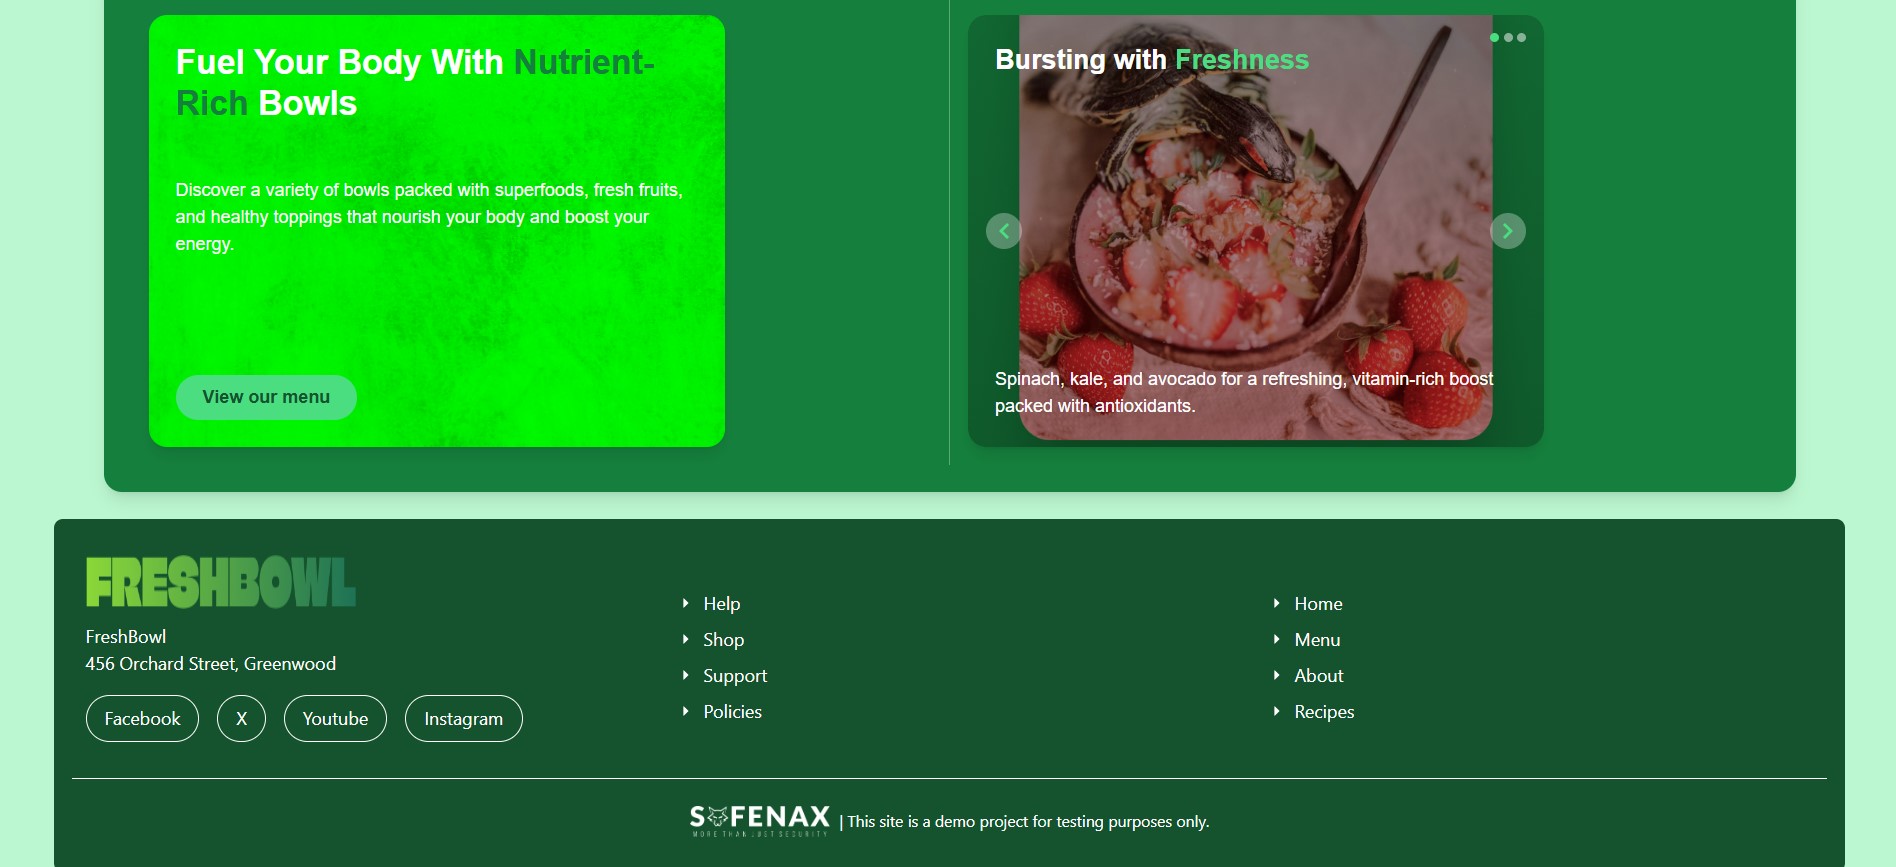 Fuel Your Body With Nutrient-
Rich Bowls
Discover a variety of bowls packed with superfoods, fresh fruits,
and healthy toppings that nourish your body and boost your
energy.
View our menu
Bursting with Freshness
Spinach, kale, and avocado for a refreshing, vitamin-rich boost
packed with antioxidants.
FRESHBOWL
FreshBowl
456 Orchard Street, Greenwood
Facebook
X
Youtube
Instagram
Help
Shop
Support
Policies
Home
Menu
About
Recipes
SAFENAX
MORE THAN JUST SECURITY
| This site is a demo project for testing purposes only.